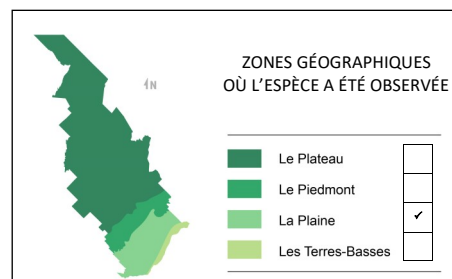 ZONES GÉOGRAPHIQUES
OÙ L'ESPÈCE A ÉTÉ OBSERVÉE
N
Le Plateau
Le Piedmont
La Plaine ✓
Les Terres-Basses